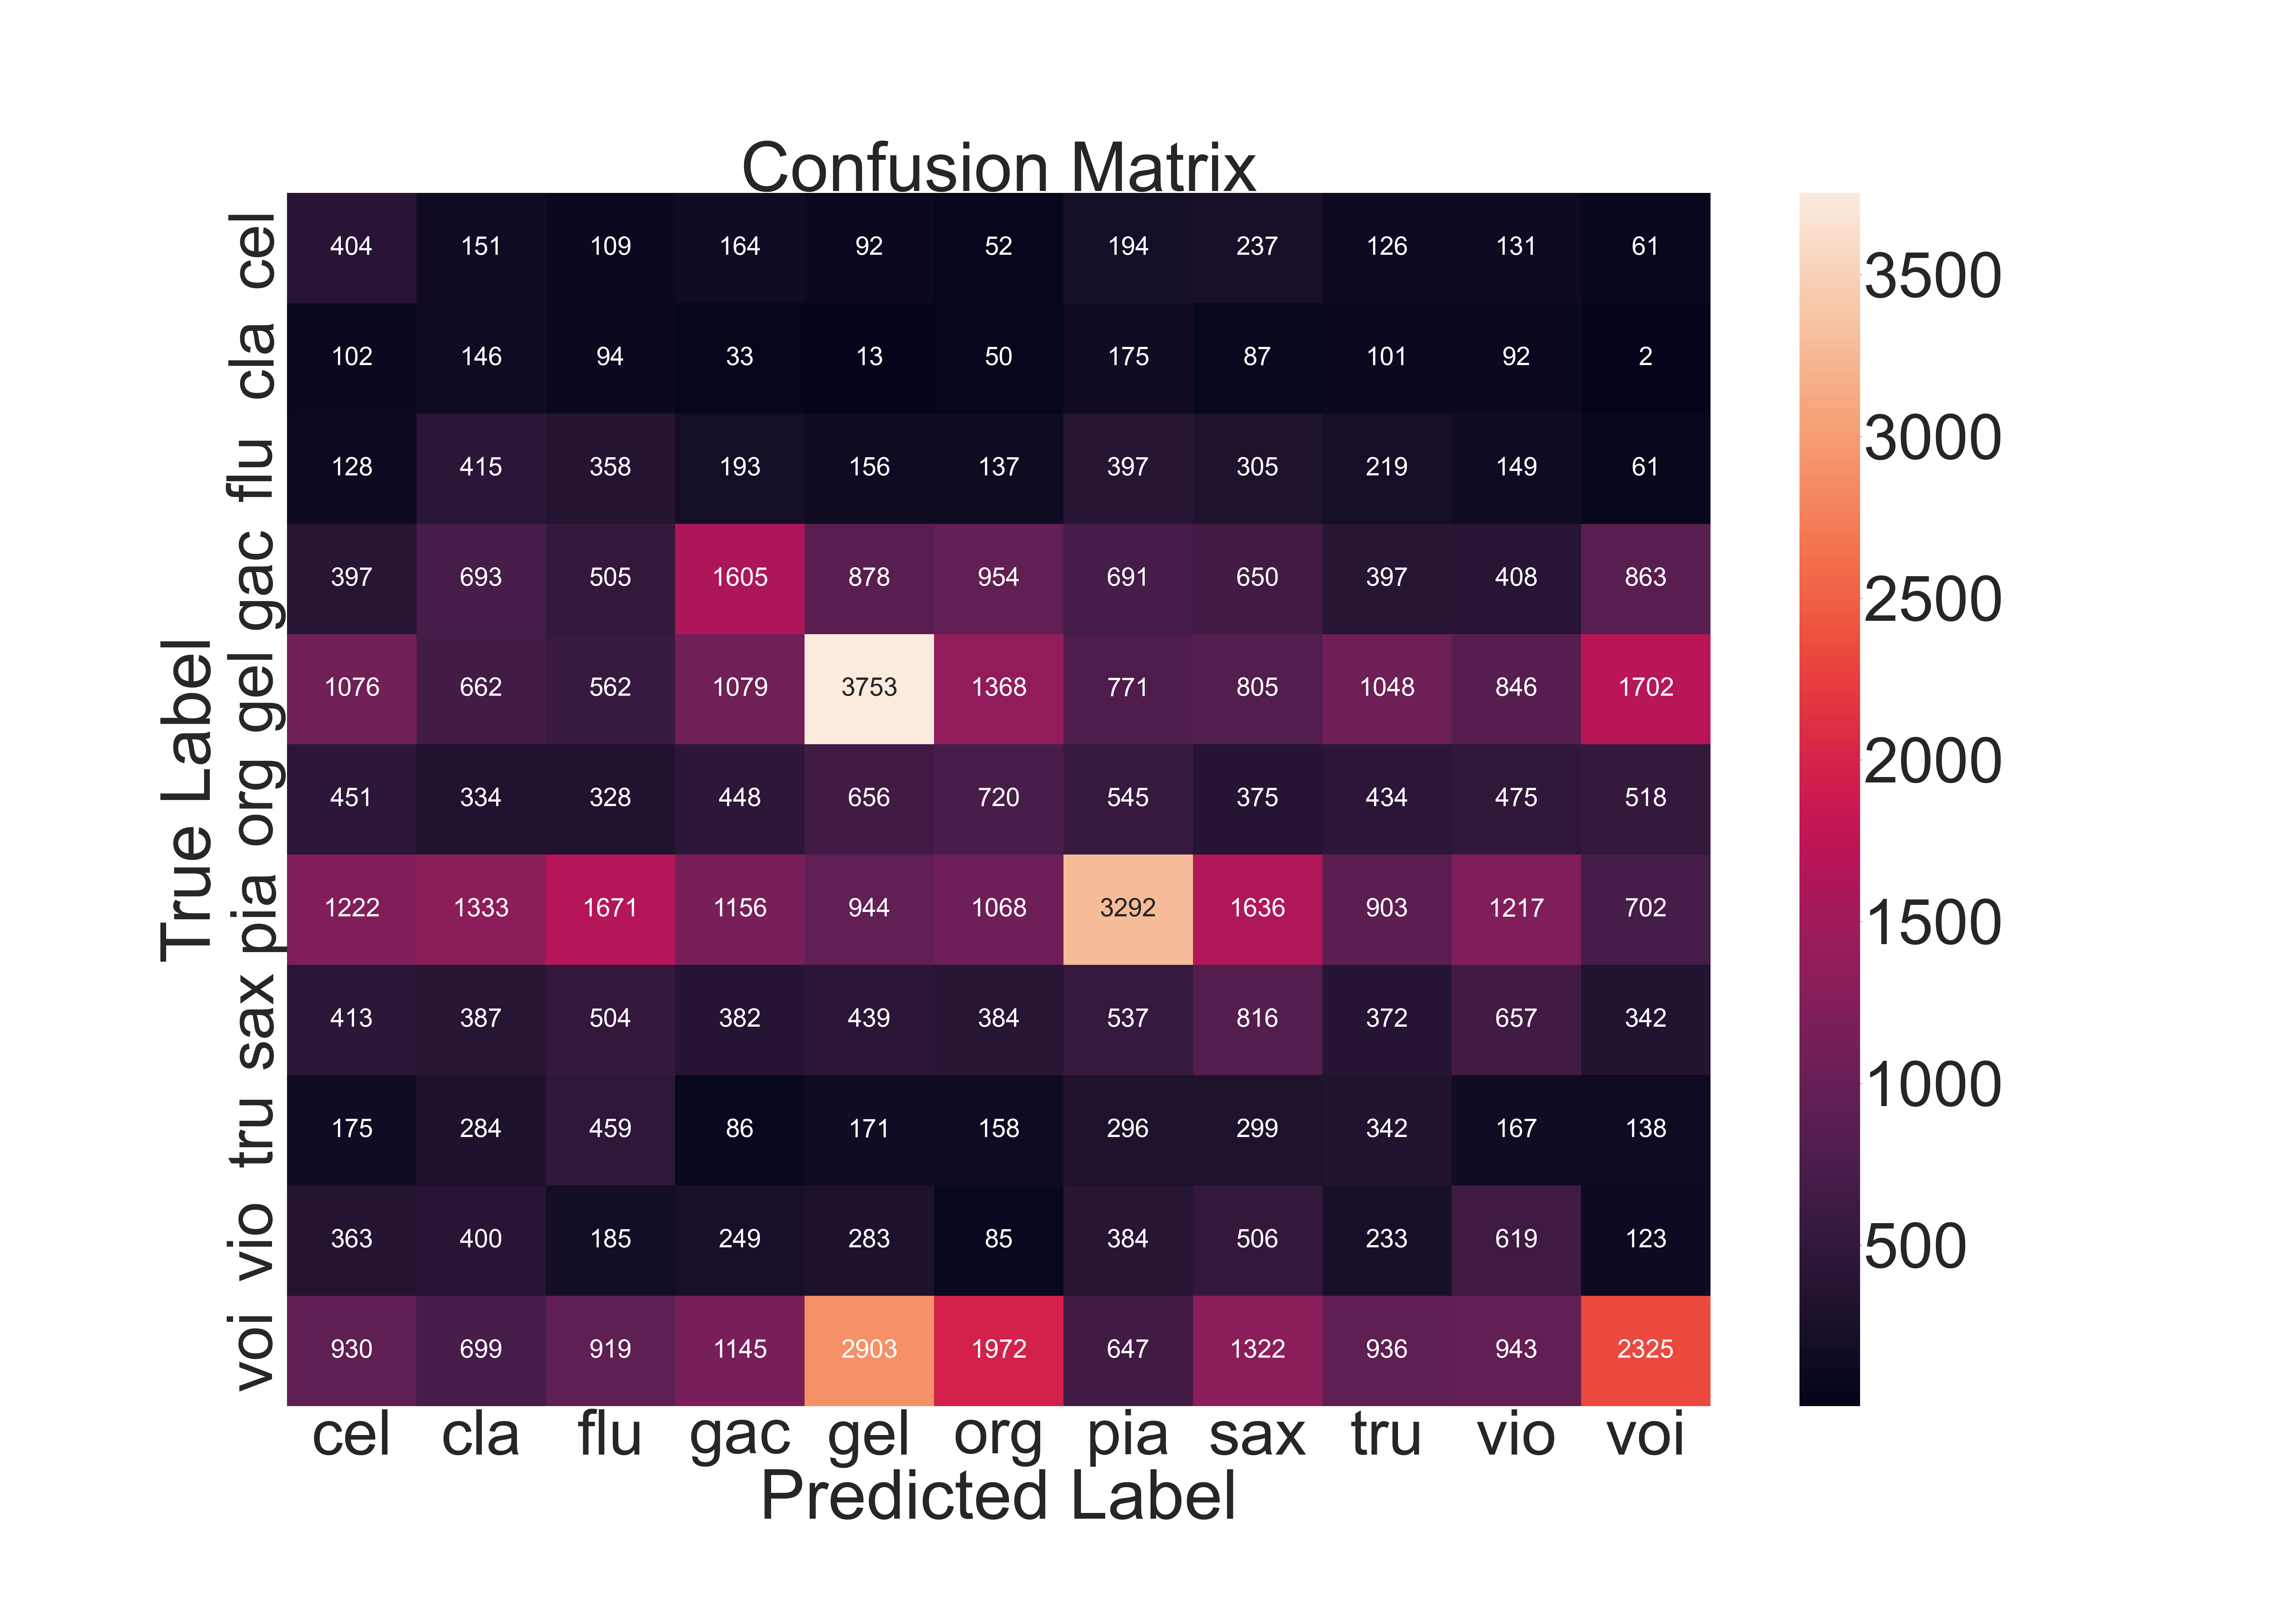 Confusion Matrix
cel 404 151 109 164 92 52 194 237 126 131 61
cla 102 146 94 33 13 50 175 87 101 92 2
flu 128 415 358 193 156 137 397 305 219 149 61
gac 397 693 505 1605 878 954 691 650 397 408 863
gel 1076 662 562 1079 3753 1368 771 805 1048 846 1702
org 451 334 328 448 656 720 545 375 434 475 518
pia 1222 1333 1671 1156 944 1068 3292 1636 903 1217 702
sax 413 387 504 382 439 384 537 816 372 657 342
tru 175 284 459 86 171 158 296 299 342 167 138
vio 363 400 185 249 283 85 384 506 233 619 123
voi 930 699 919 1145 2903 1972 647 1322 936 943 2325
cel cla flu gac gel org pia sax tru vio voi
Predicted Label
True Label
3500
3000
2500
2000
1500
1000
500